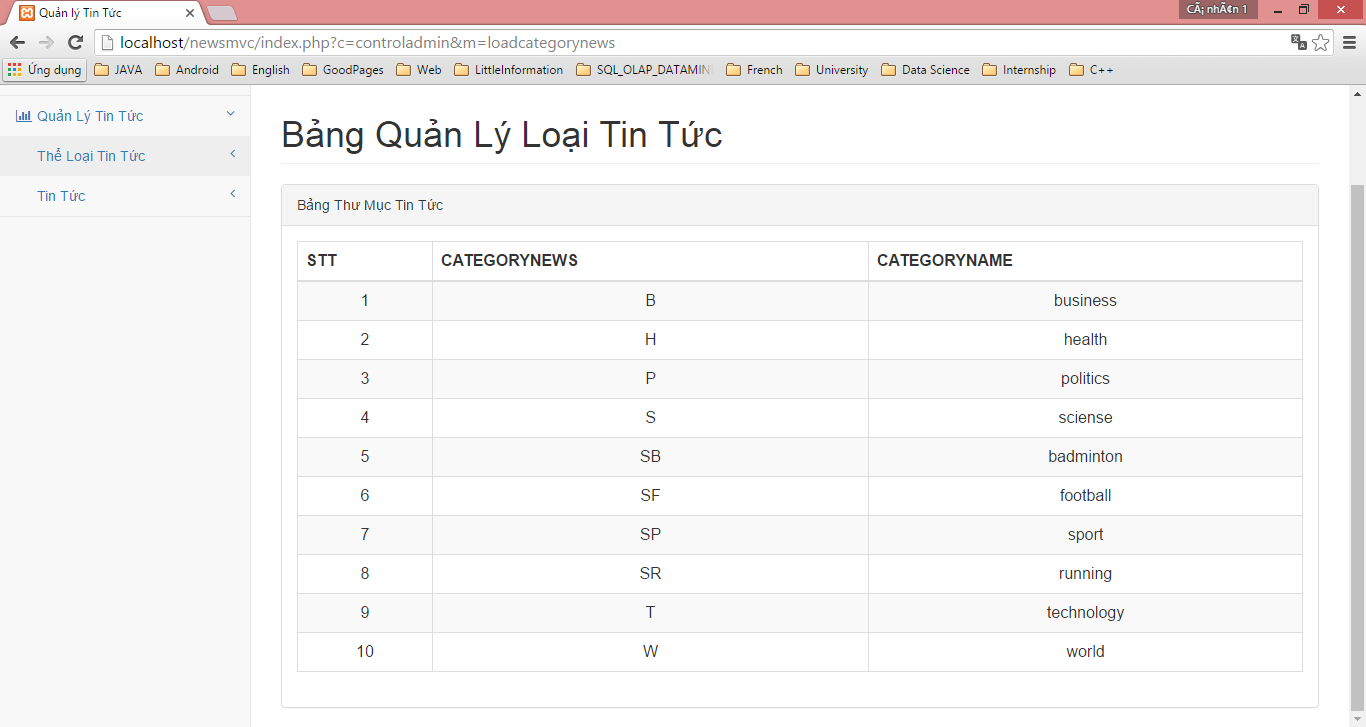 Quản lý Tin Tức
CÃ¡ nhÃ¢n 1
localhost/newsmvc/index.php?c=controladmin&m=loadcategorynews
Ứng dụng JAVA Android English GoodPages Web LittleInformation SQL_OLAP_DATAMIN French University Data Science Internship C++
Quản Lý Tin Tức
Thể Loại Tin Tức
Tin Tức
Bảng Quản Lý Loại Tin Tức
Bảng Thư Mục Tin Tức
STT CATEGORYNEWS CATEGORYNAME
1 B business
2 H health
3 P politics
4 S sciense
5 SB badminton
6 SF football
7 SP sport
8 SR running
9 T technology
10 W world